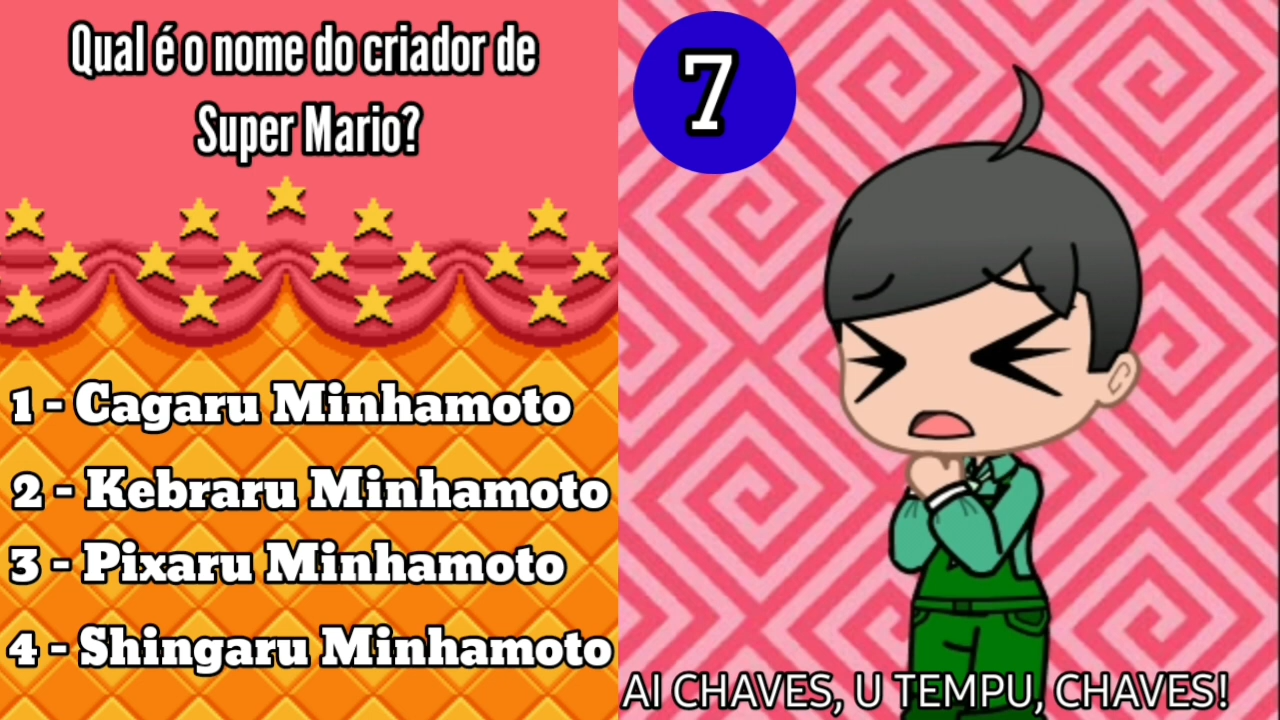 Qual é o nome do criador de
Super Mario?
1 - Cagaru Minhamoto
2 - Kebraru Minhamoto
3 - Pixaru Minhamoto
4 - Shingaru Minhamoto
7
AI CHAVES, U TEMPU, CHAVES!